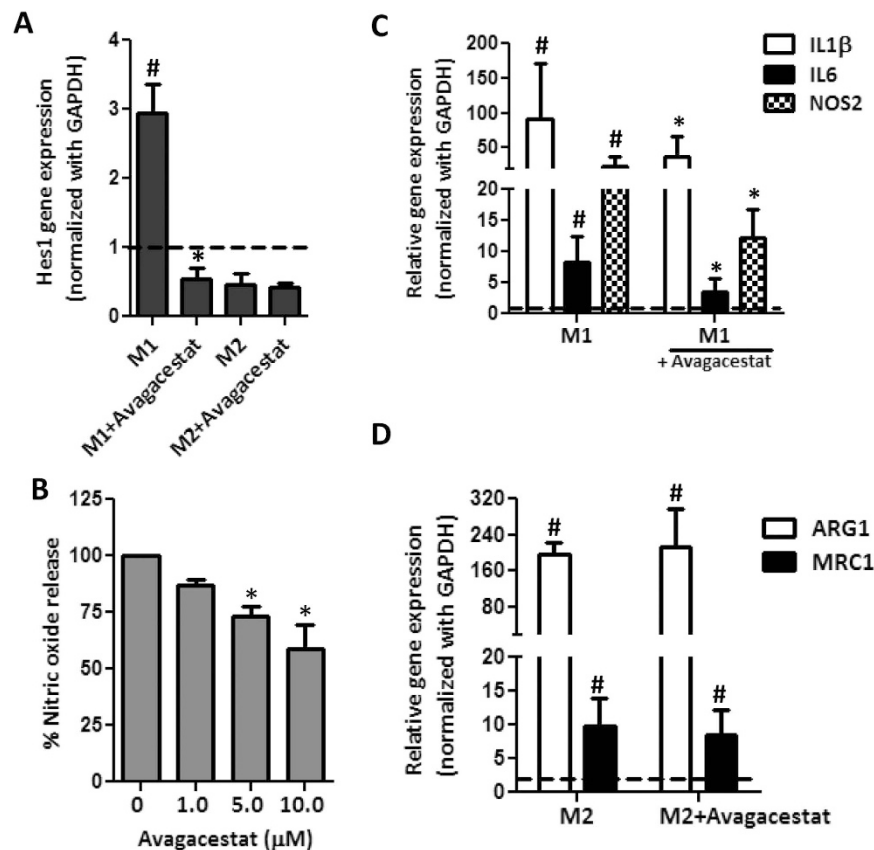 A
Hes1 gene expression
(normalized with GAPDH)
4
3
2
1
0
#
*
M1
M1+Avagacestat
M2
M2+Avagacestat
C
Relative gene expression
(normalized with GAPDH)
200
150
100
50
20
15
10
5
0
#
#
#
*
*
*
M1
M1
+ Avagacestat
IL1β
IL6
NOS2
B
% Nitric oxide release
125
100
75
50
25
0
*
*
0 1.0 5.0 10.0
Avagacestat (μM)
D
Relative gene expression
(normalized with GAPDH)
320
240
160
80
20
15
10
5
0
#
#
#
#
M2 M2+Avagacestat
ARG1
MRC1